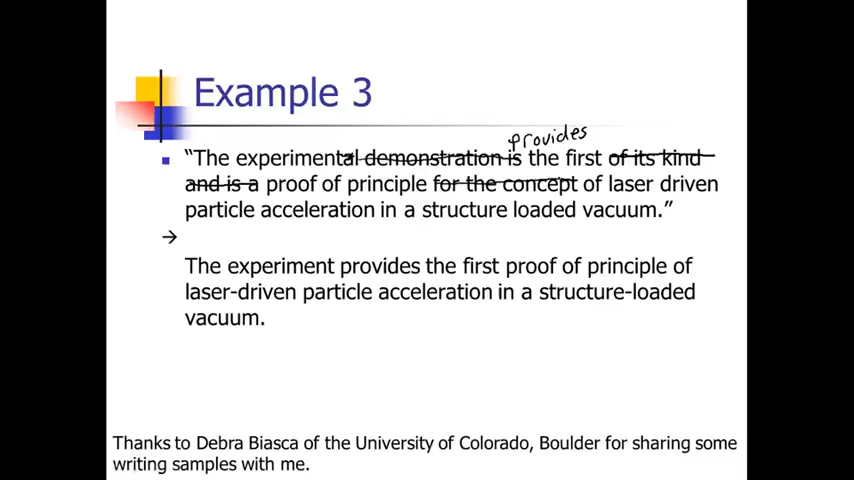 Example 3
provides
“The experimental demonstration is the first of its kind
and is a proof of principle for the concept of laser driven
particle acceleration in a structure loaded vacuum.”
→
The experiment provides the first proof of principle of
laser-driven particle acceleration in a structure-loaded
vacuum.
Thanks to Debra Biasca of the University of Colorado, Boulder for sharing some
writing samples with me.